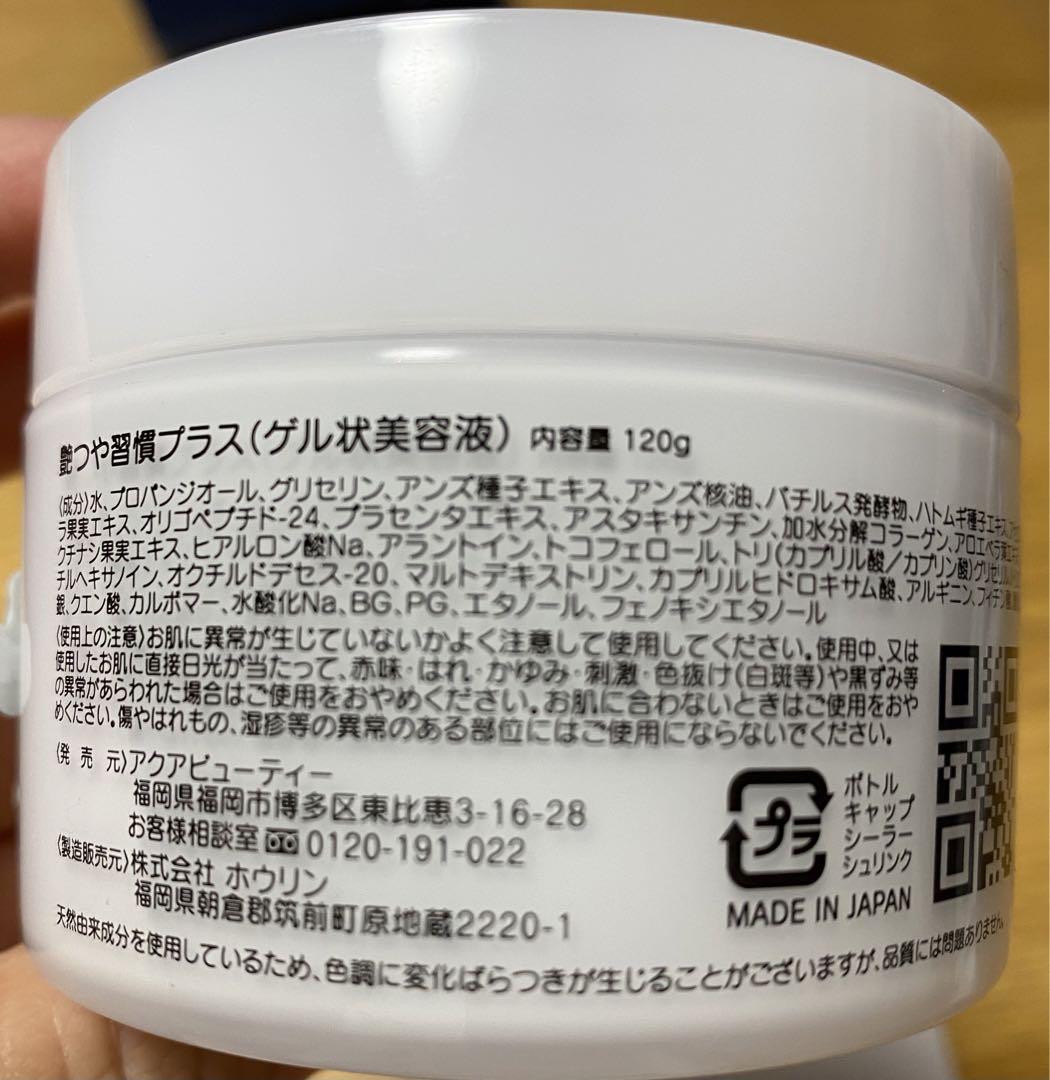 艶つや習慣プラス(ゲル状美容液) 内容量 120g
〈成分〉水、プロパンジオール、グリセリン、アンズ種子エキス、アンズ核油、バチルス発酵物、ハトムギ種子エキス、
ラ果実エキス、オリゴペプチド-24、プラセンタエキス、アスタキサンチン、加水分解コラーゲン、アロエベラ葉エキ
クチナシ果実エキス、ヒアルロン酸Na、アラントイン、トコフェロール、トリ(カプリル酸/カプリン酸)グリセリル、
チルヘキサノイン、オクチルドデセス-20、マルトデキストリン、カプリルヒドロキサム酸、アルギニン、フィチン酸、
銀、クエン酸、カルボマー、水酸化Na、BG、PG、エタノール、フェノキシエタノール
〈使用上の注意〉お肌に異常が生じていないかよく注意して使用してください。使用中、又は
使用したお肌に直接日光が当たって、赤味・はれ・かゆみ・刺激・色抜け(白斑等)や黒ずみ等
の異常があらわれた場合はご使用をおやめください。お肌に合わないときはご使用をおや
めください。傷やはれもの、湿疹等の異常のある部位にはご使用にならないでください。
〈発売元〉アクアビューティー
福岡県福岡市博多区東比恵3-16-28
お客様相談室 0120-191-022
〈製造販売元〉株式会社 ホウリン
福岡県朝倉郡筑前町原地蔵2220-1
プラ
ボトル
キャップ
シーラー
シュリンク
MADE IN JAPAN
天然由来成分を使用しているため、色調に変化ばらつきが生じることがございますが、品質には問題ありません。